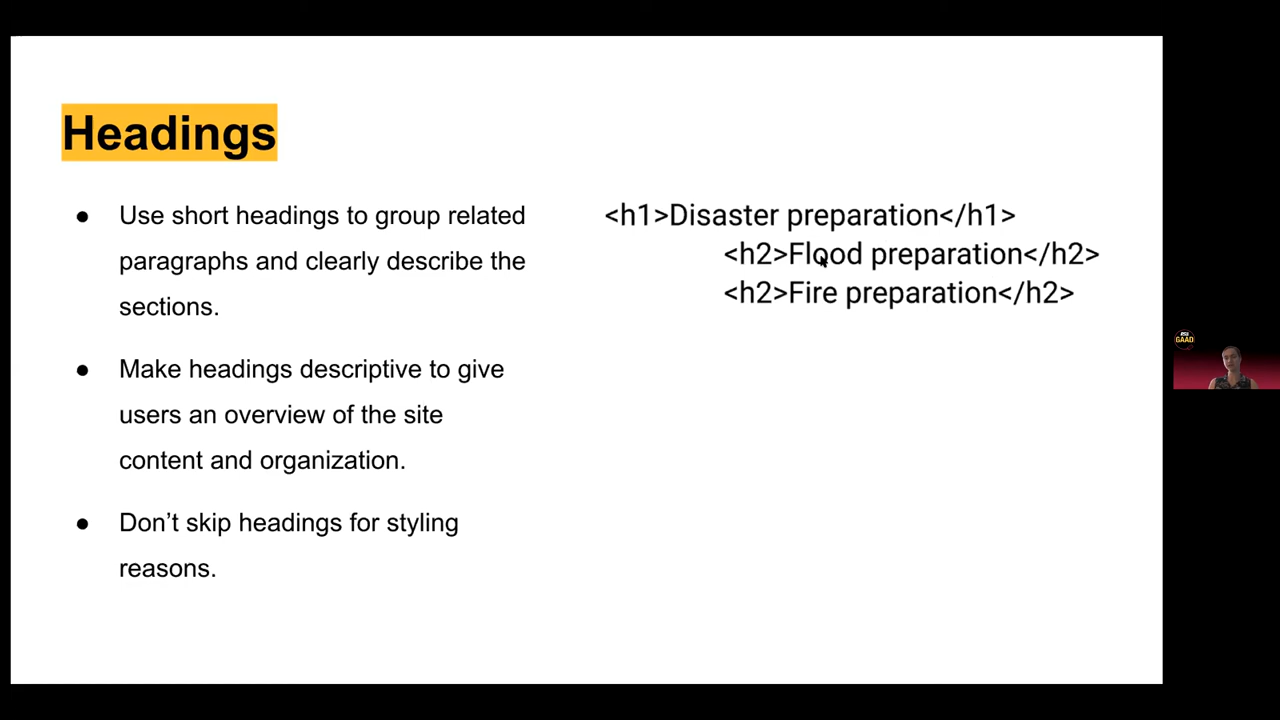 Headings
● Use short headings to group related
paragraphs and clearly describe the
sections.
● Make headings descriptive to give
users an overview of the site
content and organization.
● Don’t skip headings for styling
reasons.
<h1>Disaster preparation</h1>
<h2>Flood preparation</h2>
<h2>Fire preparation</h2>
ASU
GAAD